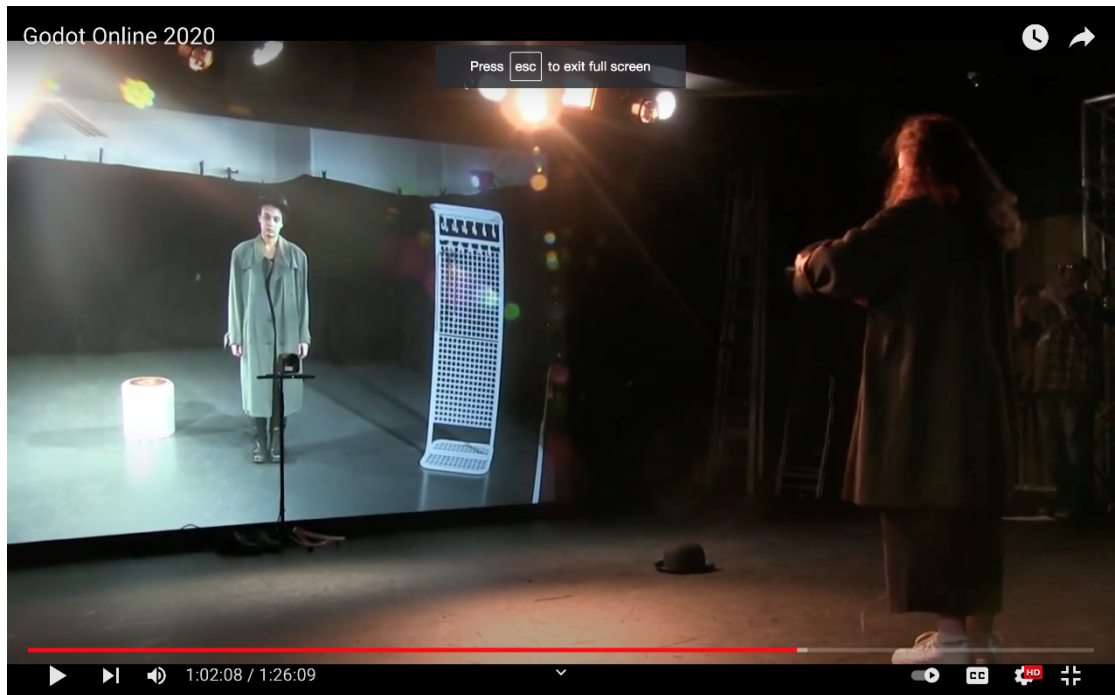 Godot Online 2020
Press esc to exit full screen
1:02:08 / 1:26:09
CC
HD